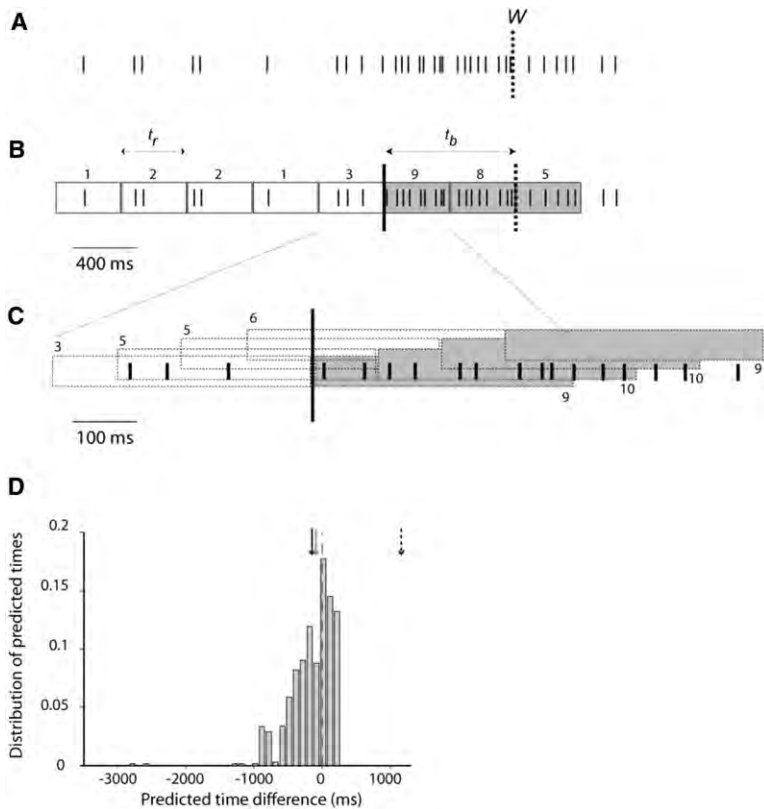 A
W
B
t_r
t_b
1 2 2 1 3 9 8 5
400 ms
C
6
5
5
3
9
10
10
9
100 ms
D
Distribution of predicted times
0.2
0.15
0.1
0.05
0
-3000 -2000 -1000 0 1000
Predicted time difference (ms)